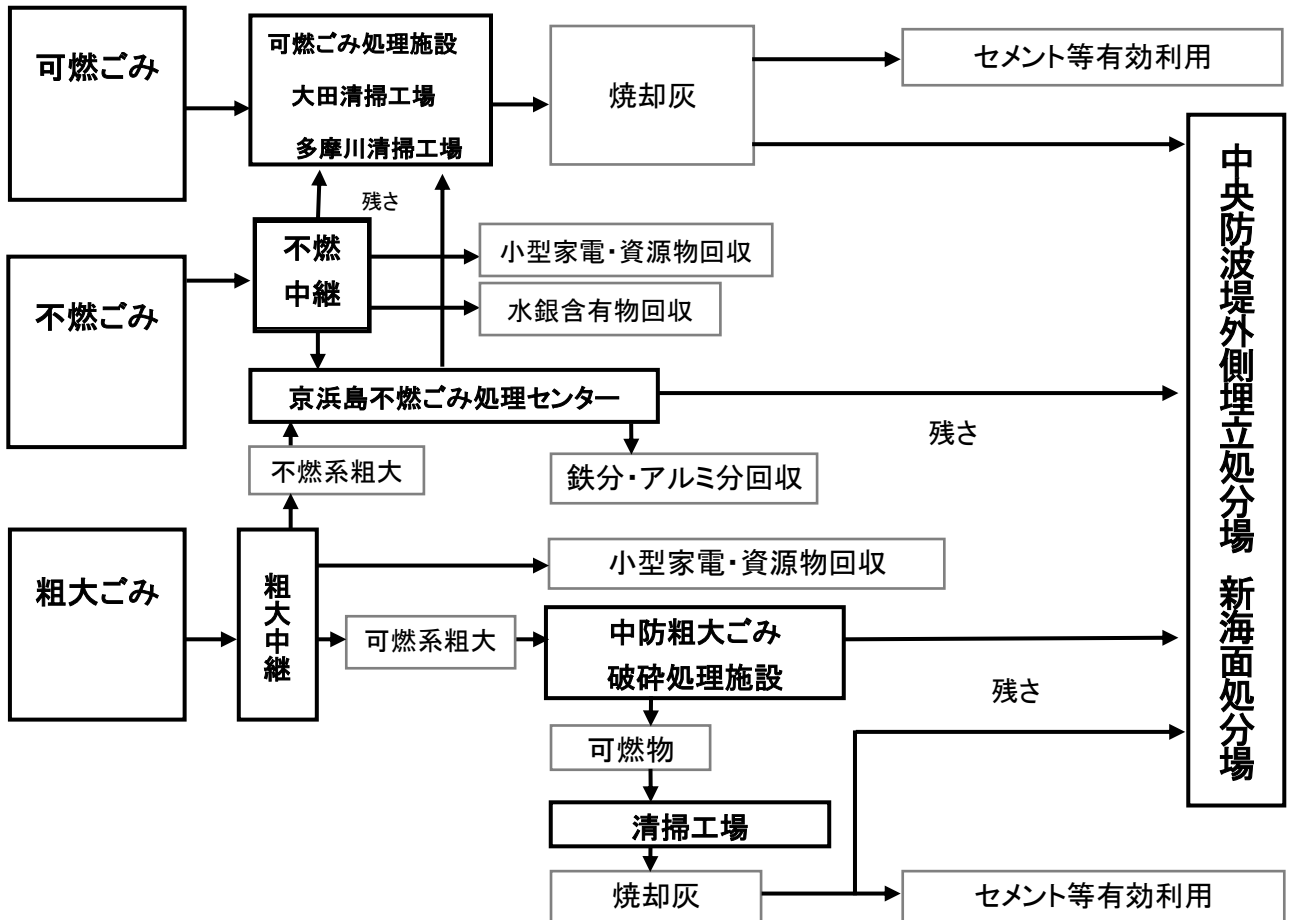 可燃ごみ
可燃ごみ処理施設
大田清掃工場
多摩川清掃工場
焼却灰
セメント等有効利用
残さ
不燃ごみ
不燃
中継
小型家電・資源物回収
水銀含有物回収
京浜島不燃ごみ処理センター
残さ
不燃系粗大
鉄分・アルミ分回収
粗大ごみ
粗大中継
小型家電・資源物回収
可燃系粗大
中防粗大ごみ
破砕処理施設
残さ
可燃物
清掃工場
焼却灰
セメント等有効利用
中央防波堤外側埋立処分場 新海面処分場